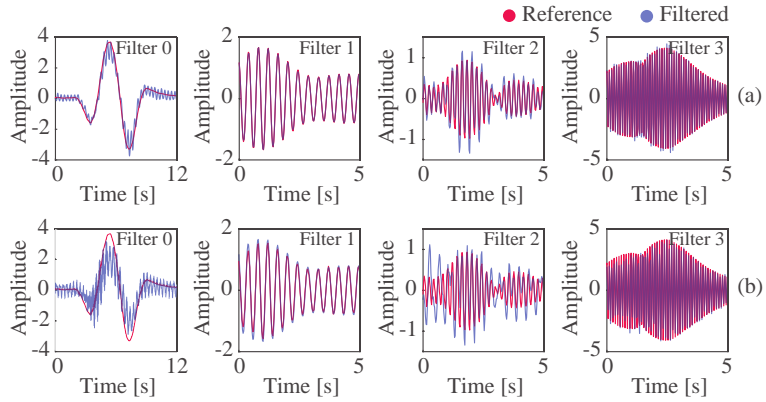 Reference Filtered
4 Filter 0 2 Filter 1 Filter 2 5 Filter 3
Amplitude 2 0 -2 -4 Amplitude 0 -2 Amplitude 1 0 -1 Amplitude 0 -5 (a)
0 12 0 5 0 5 0 5
Time [s] Time [s] Time [s] Time [s]
4 Filter 0 2 Filter 1 Filter 2 5 Filter 3
Amplitude 2 0 -2 -4 Amplitude 0 -2 Amplitude 1 0 -1 Amplitude 0 -5 (b)
0 12 0 5 0 5 0 5
Time [s] Time [s] Time [s] Time [s]